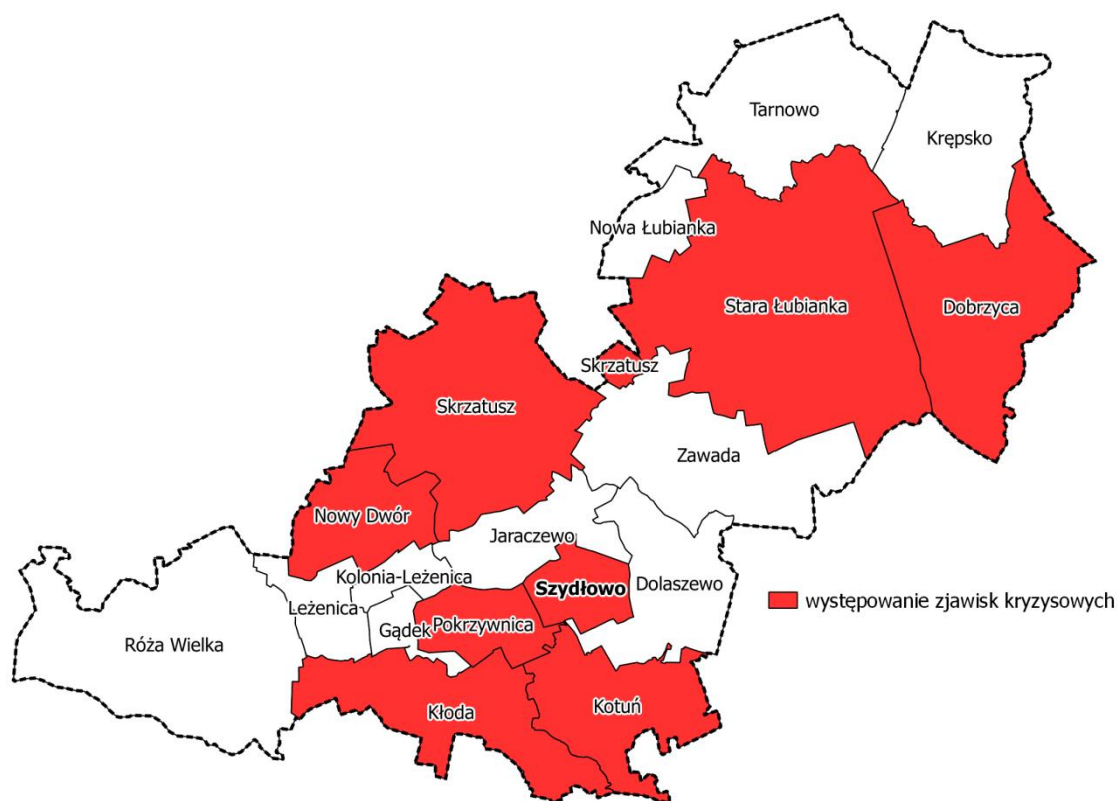 Tarnowo
Krępsko
Nowa Łubianka
Stara Łubianka
Dobrzyca
Skrzatusz
Skrzatusz
Zawada
Nowy Dwór
Jaraczewo
Kolonia-Leżenica
Szydłowo
Dolaszewo
występowanie zjawisk kryzysowych
Leżenica
Gądek
Pokrzywnica
Róża Wielka
Kłoda
Kotuń